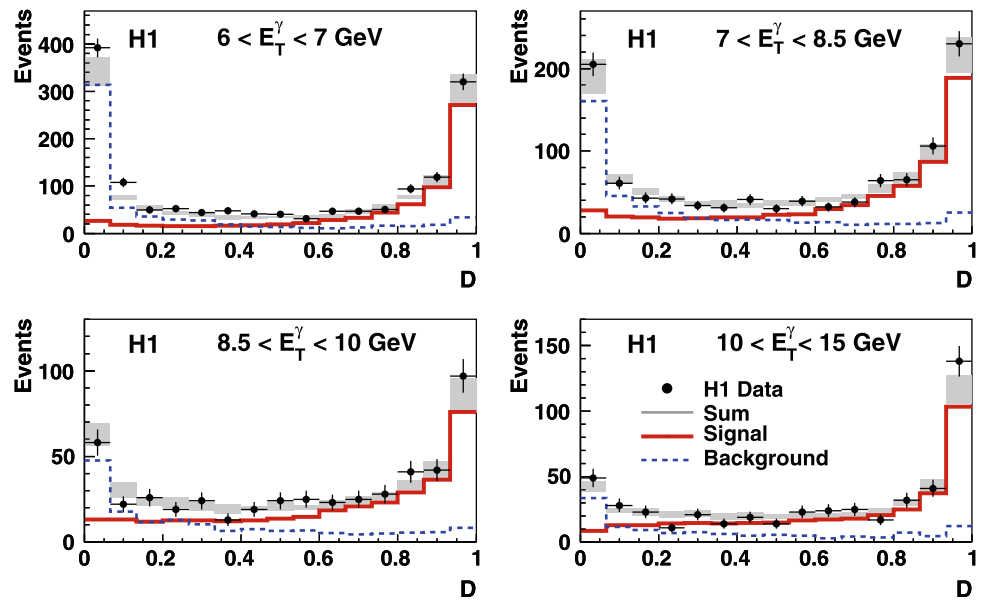 Events
H1
6 < E_T^γ < 7 GeV
400
300
200
100
0
0 0.2 0.4 0.6 0.8 1
D
Events
H1
7 < E_T^γ < 8.5 GeV
200
100
0
0 0.2 0.4 0.6 0.8 1
D
Events
H1
8.5 < E_T^γ < 10 GeV
100
50
0
0 0.2 0.4 0.6 0.8 1
D
Events
H1
10 < E_T^γ < 15 GeV
150
100
50
0
H1 Data
Sum
Signal
Background
0 0.2 0.4 0.6 0.8 1
D